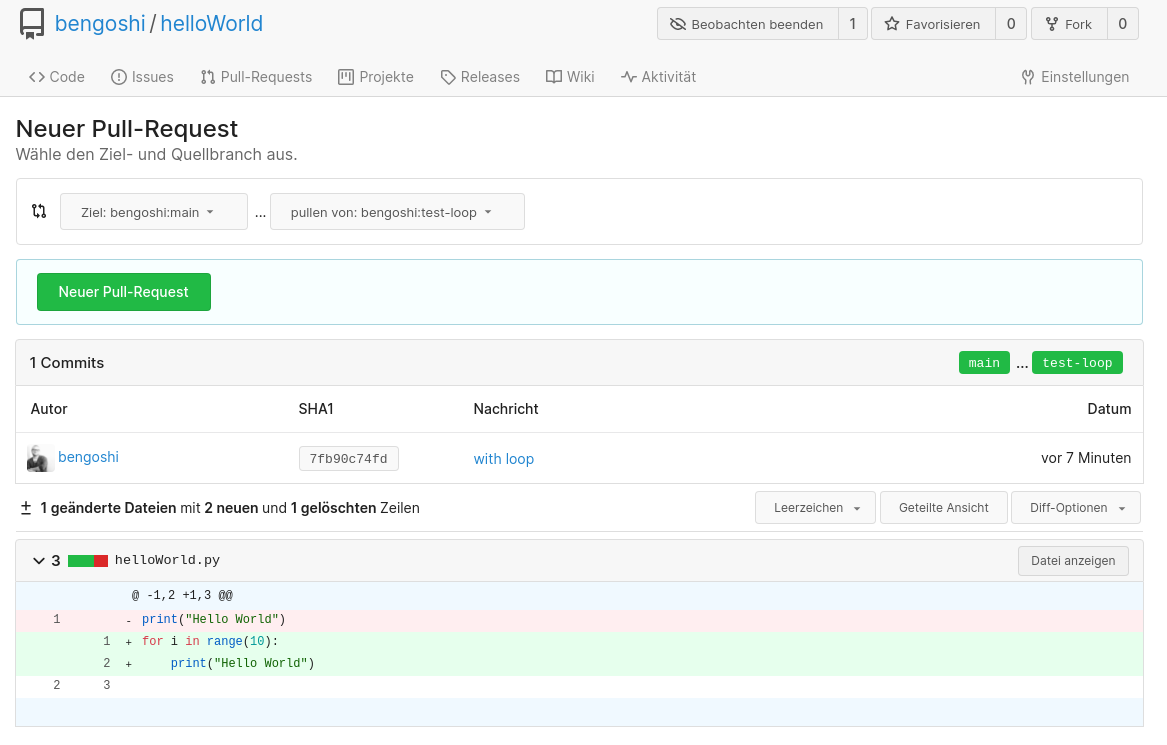 bengoshi / helloWorld
Beobachten beenden 1 Favorisieren 0 Fork 0
Code Issues Pull-Requests Projekte Releases Wiki Aktivität Einstellungen
Neuer Pull-Request
Wähle den Ziel- und Quellbranch aus.
Ziel: bengoshi:main ... pullen von: bengoshi:test-loop
Neuer Pull-Request
1 Commits main ... test-loop
Autor SHA1 Nachricht Datum
bengoshi 7fb90c74fd with loop vor 7 Minuten
± 1 geänderte Dateien mit 2 neuen und 1 gelöschten Zeilen Leerzeichen Geteilte Ansicht Diff-Optionen
3 helloWorld.py Datei anzeigen
@ -1,2 +1,3 @@
1 - print("Hello World")
1 + for i in range(10):
2 +     print("Hello World")
2 3